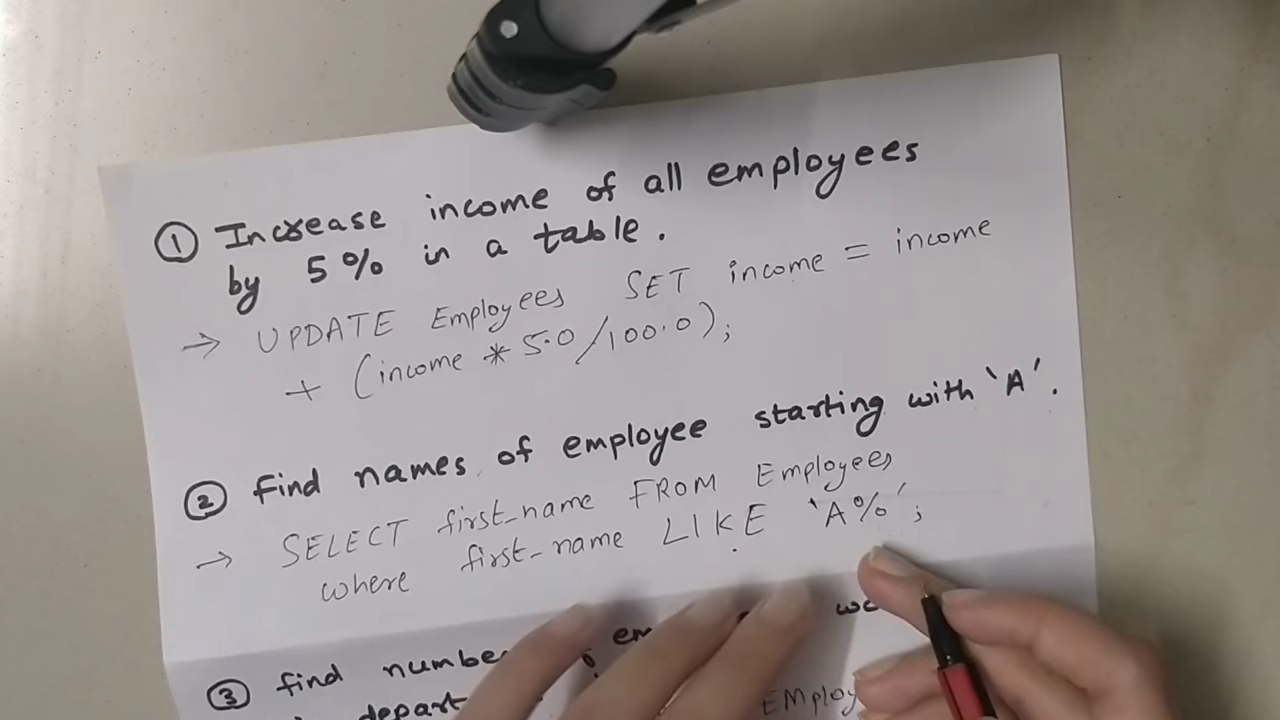 ① Increase income of all employees
by 5% in a table.
→ UPDATE Employees SET income = income
+ (income * 5.0/100.0);
② Find names of employee starting with 'A'.
→ SELECT first_name FROM Employees
where first_name LIKE 'A%';
③ find number